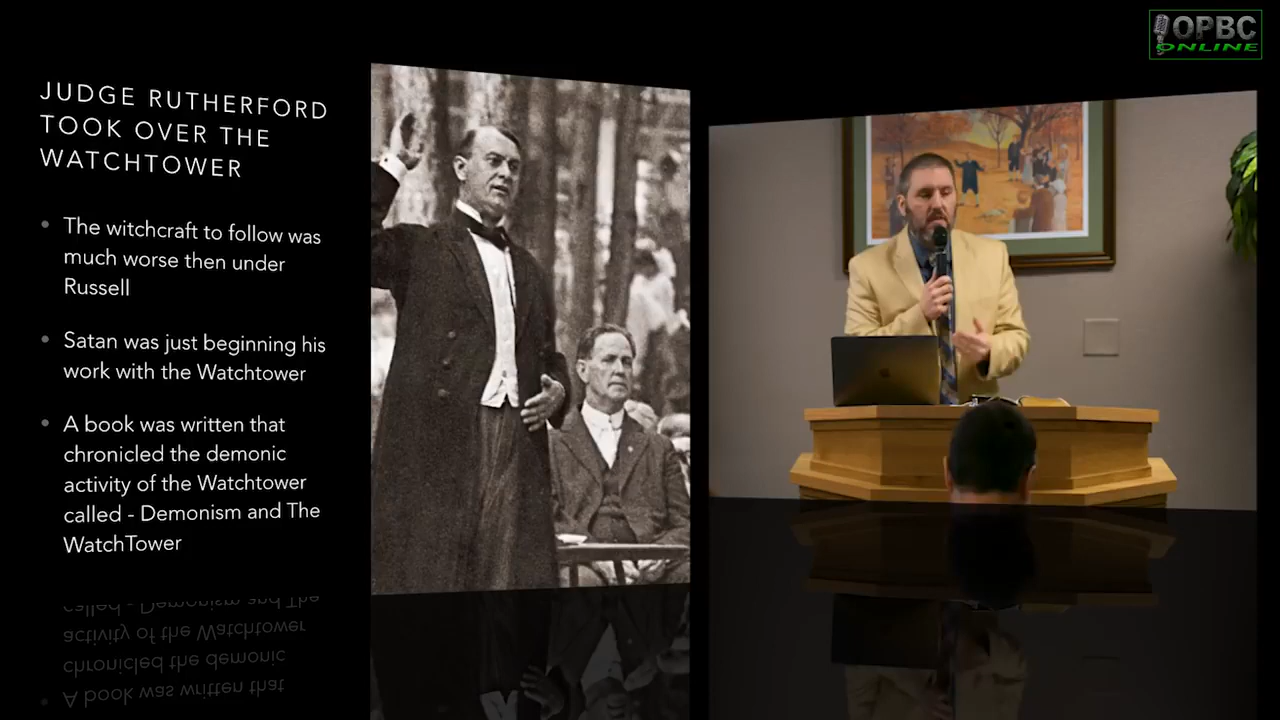 OPBC
ONLINE
JUDGE RUTHERFORD
TOOK OVER THE
WATCHTOWER
• The witchcraft to follow was
much worse then under
Russell
• Satan was just beginning his
work with the Watchtower
• A book was written that
chronicled the demonic
activity of the Watchtower
called - Demonism and The
WatchTower